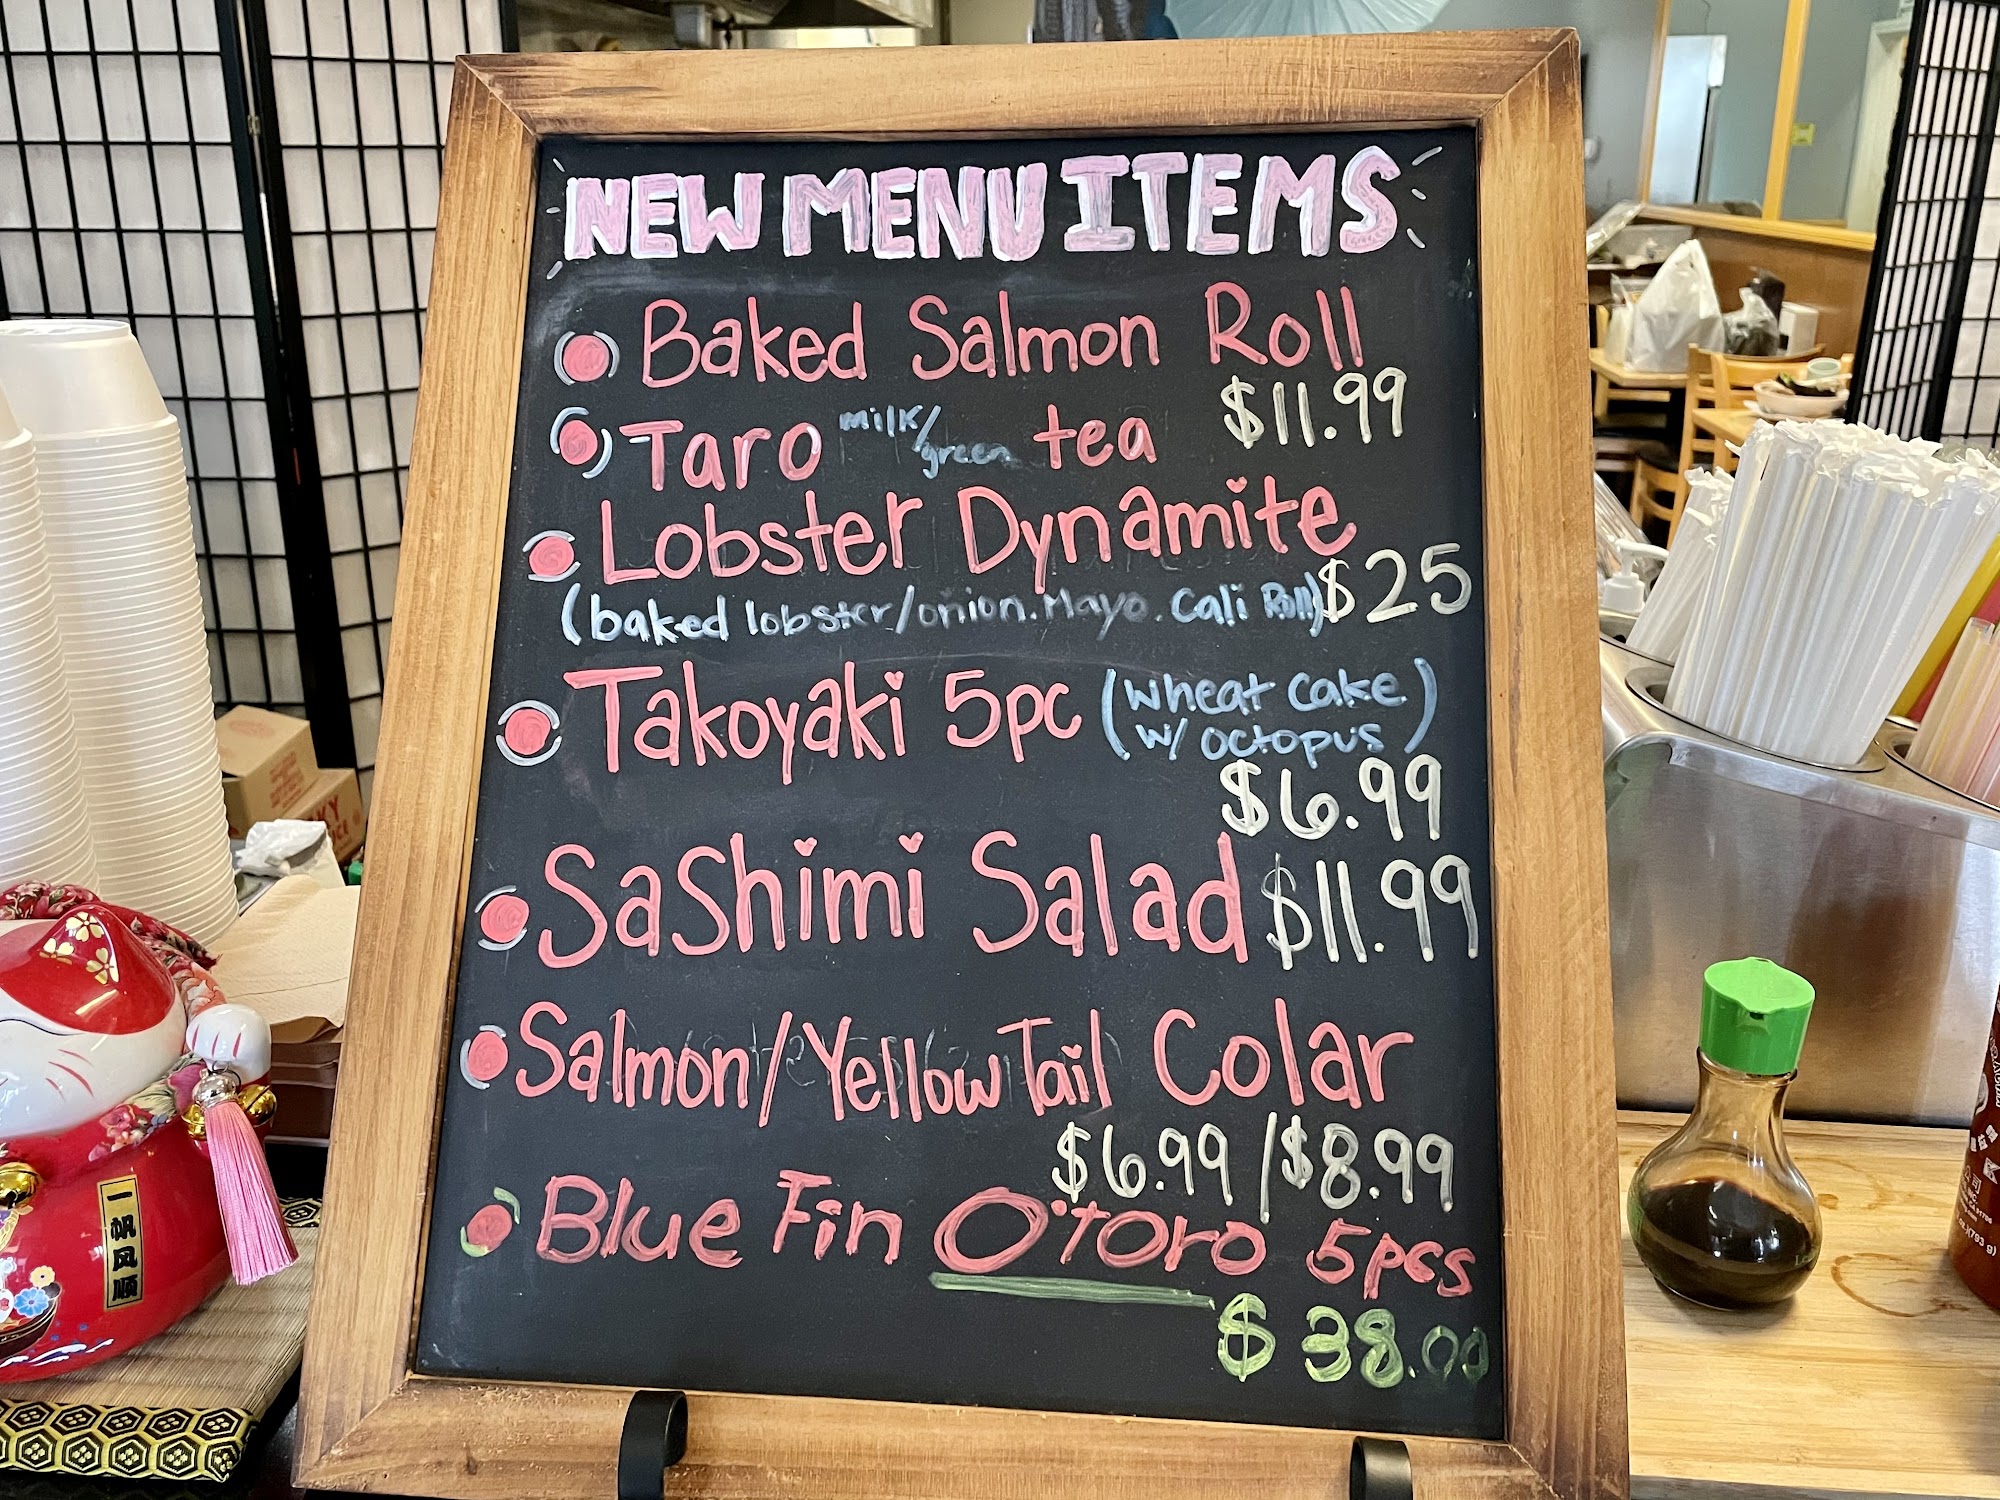 NEW MENU ITEMS
Baked Salmon Roll
$11.99
Taro milk/green tea
Lobster Dynamite
$25
(baked lobster/onion.Mayo.Cali Roll)
Takoyaki 5pc (wheat cake
w/ octopus)
$6.99
Sashimi Salad $11.99
Salmon/Yellow Tail Colar
$6.99/$8.99
Blue Fin O'toro 5pcs
$38.00
一帆风顺